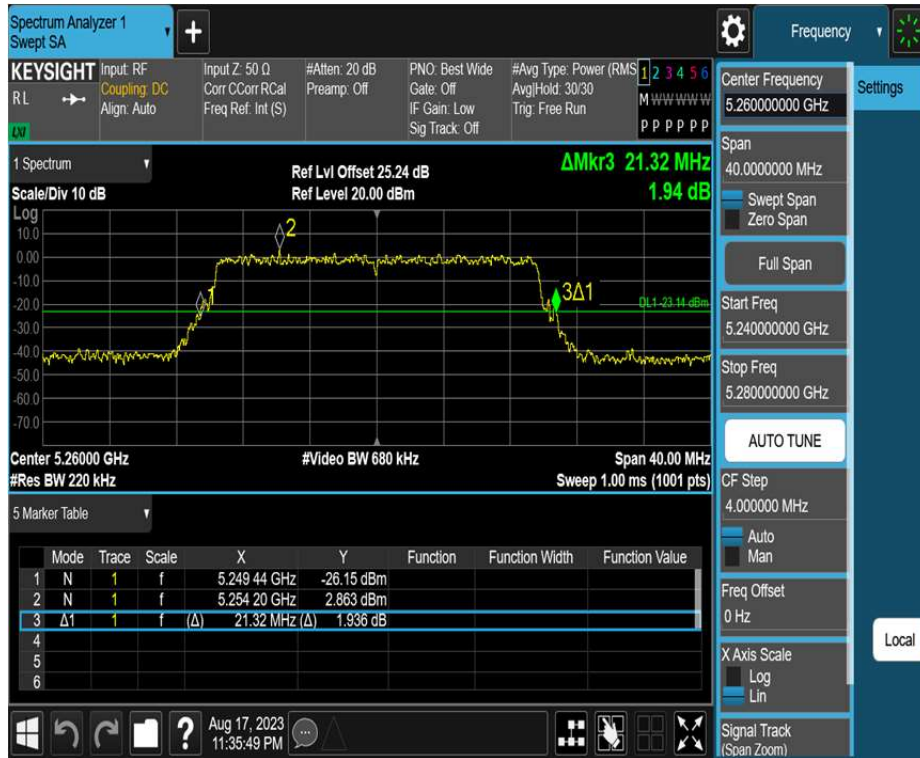 Spectrum Analyzer 1
Swept SA
+
Frequency
KEYSIGHT
RL
LXI
Input: RF
Coupling: DC
Align: Auto
Input Z: 50 Ω
Corr CCorr RCal
Freq Ref: Int (S)
#Atten: 20 dB
Preamp: Off
PNO: Best Wide
Gate: Off
IF Gain: Low
Sig Track: Off
#Avg Type: Power (RMS
Avg|Hold: 30/30
Trig: Free Run
1 2 3 4 5 6
M W W W W W
P P P P P P
1 Spectrum
Scale/Div 10 dB
Ref Lvl Offset 25.24 dB
Ref Level 20.00 dBm
ΔMkr3 21.32 MHz
1.94 dB
Log
10.0
0.00
-10.0
-20.0
-30.0
-40.0
-50.0
-60.0
-70.0
2
1
3Δ1
DL1 -23.14 dBm
Center 5.26000 GHz
#Video BW 680 kHz
Span 40.00 MHz
#Res BW 220 kHz
Sweep 1.00 ms (1001 pts)
5 Marker Table
Mode Trace Scale X Y Function Function Width Function Value
1 N 1 f 5.249 44 GHz -26.15 dBm
2 N 1 f 5.254 20 GHz 2.863 dBm
3 Δ1 1 f (Δ) 21.32 MHz (Δ) 1.936 dB
4
5
6
?
Aug 17, 2023
11:35:49 PM
Center Frequency
5.260000000 GHz
Span
40.0000000 MHz
Swept Span
Zero Span
Full Span
Start Freq
5.240000000 GHz
Stop Freq
5.280000000 GHz
AUTO TUNE
CF Step
4.000000 MHz
Auto
Man
Freq Offset
0 Hz
X Axis Scale
Log
Lin
Signal Track
(Span Zoom)
Settings
Local